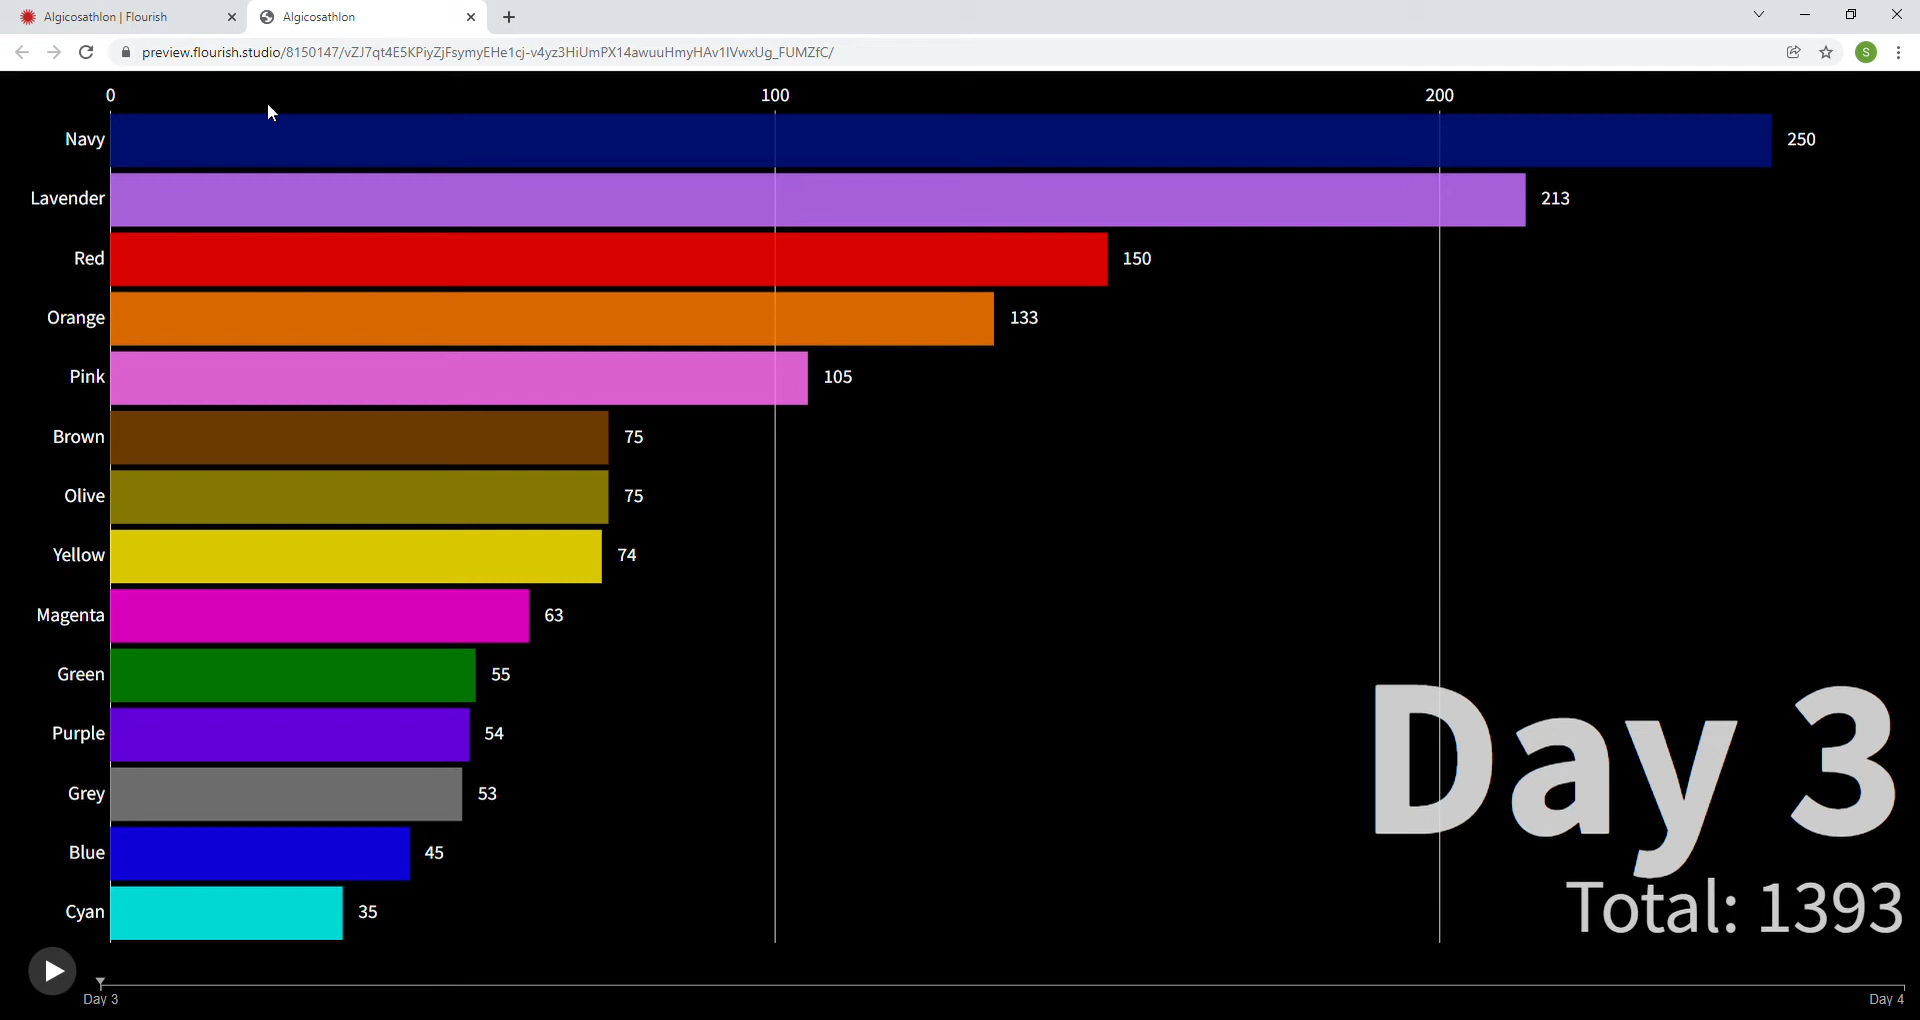 Algicosathlon | Flourish
Algicosathlon
preview.flourish.studio/8150147/vZJ7qt4E5KPiyZjFsymyEHe1cj-v4yz3HiUmPX14awuuHmyHAv1lVwxUg_FUMZfC/
S
0 100 200
Navy 250
Lavender 213
Red 150
Orange 133
Pink 105
Brown 75
Olive 75
Yellow 74
Magenta 63
Green 55
Purple 54
Grey 53
Blue 45
Cyan 35
Day 3
Total: 1393
Day 3 Day 4